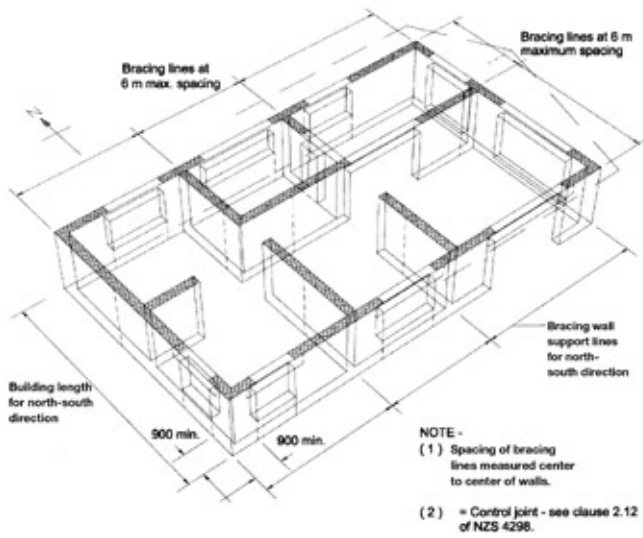 Bracing lines at
6 m max. spacing
Bracing lines at 6 m
maximum spacing
N
Building length
for north-south
direction
900 min.
900 min.
Bracing wall
support lines
for north-
south direction
NOTE -
( 1 ) Spacing of bracing
lines measured center
to center of walls.
( 2 ) = Control joint - see clause 2.12
of NZS 4298.